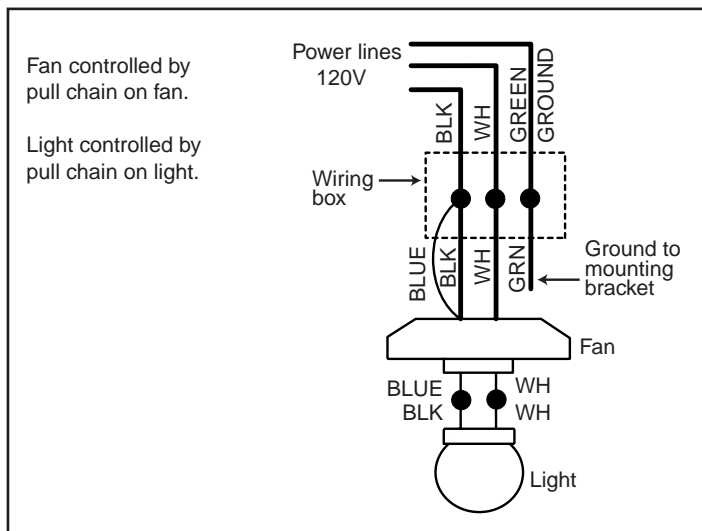 Fan controlled by
pull chain on fan.
Light controlled by
pull chain on light.
Power lines
120V
BLK
WH
GREEN
GROUND
Wiring
box
BLUE
BLK
WH
GRN
Ground to
mounting
bracket
Fan
BLUE
WH
BLK
WH
Light